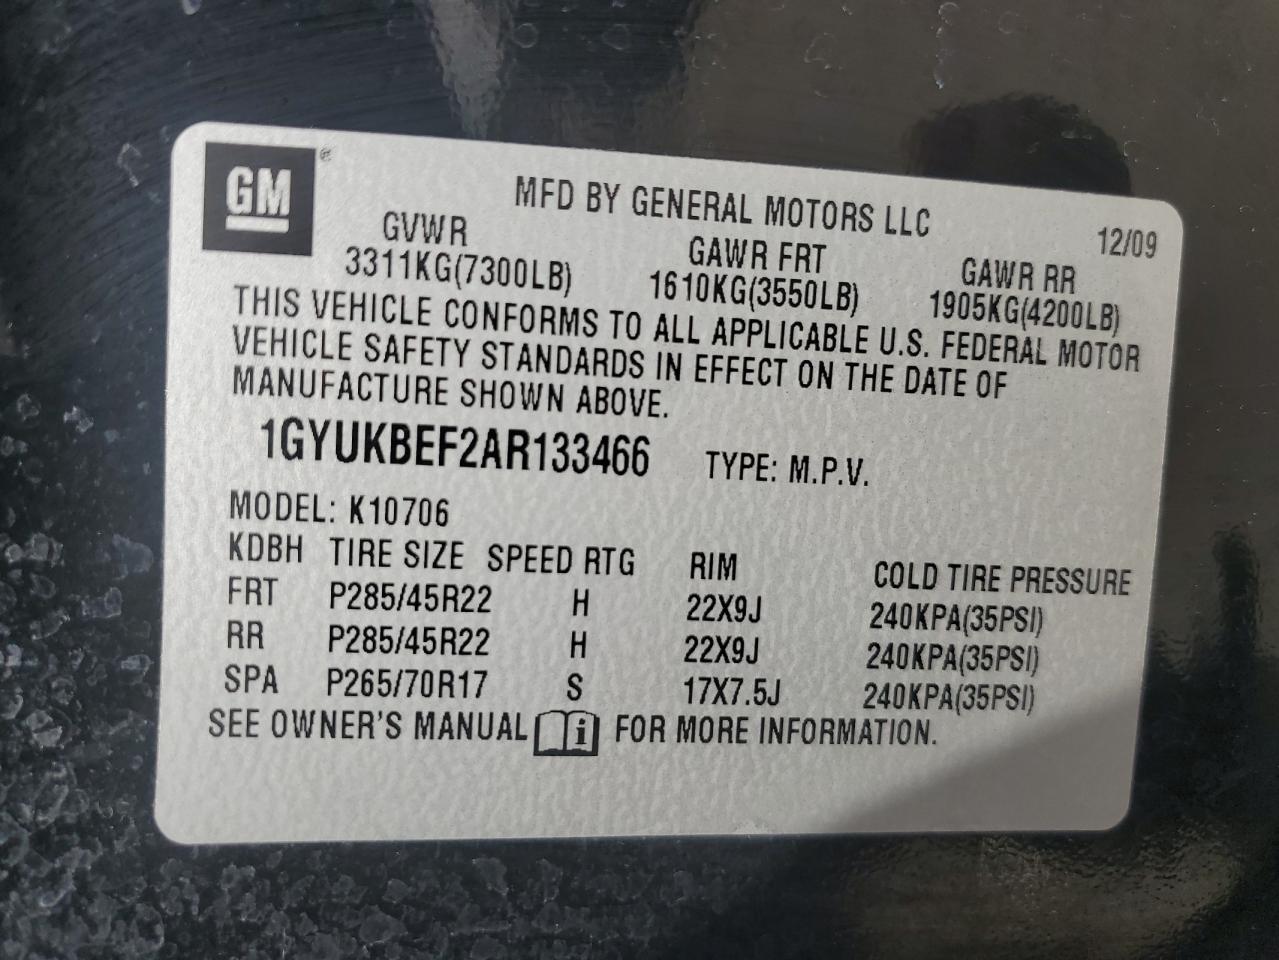 GM®
MFD BY GENERAL MOTORS LLC
12/09
GVWR GAWR FRT GAWR RR
3311KG(7300LB) 1610KG(3550LB) 1905KG(4200LB)
THIS VEHICLE CONFORMS TO ALL APPLICABLE U.S. FEDERAL MOTOR
VEHICLE SAFETY STANDARDS IN EFFECT ON THE DATE OF
MANUFACTURE SHOWN ABOVE.
1GYUKBEF2AR133466 TYPE: M.P.V.
MODEL: K10706
KDBH TIRE SIZE SPEED RTG RIM COLD TIRE PRESSURE
FRT P285/45R22 H 22X9J 240KPA(35PSI)
RR P285/45R22 H 22X9J 240KPA(35PSI)
SPA P265/70R17 S 17X7.5J 240KPA(35PSI)
SEE OWNER'S MANUAL i FOR MORE INFORMATION.